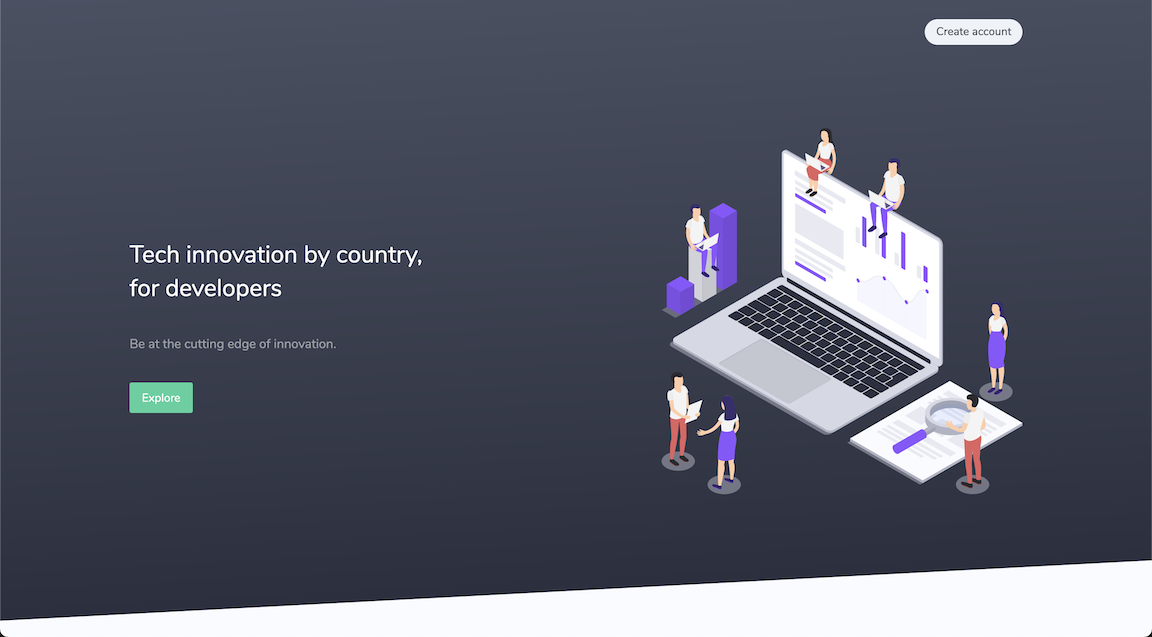 Create account
Tech innovation by country,
for developers
Be at the cutting edge of innovation.
Explore